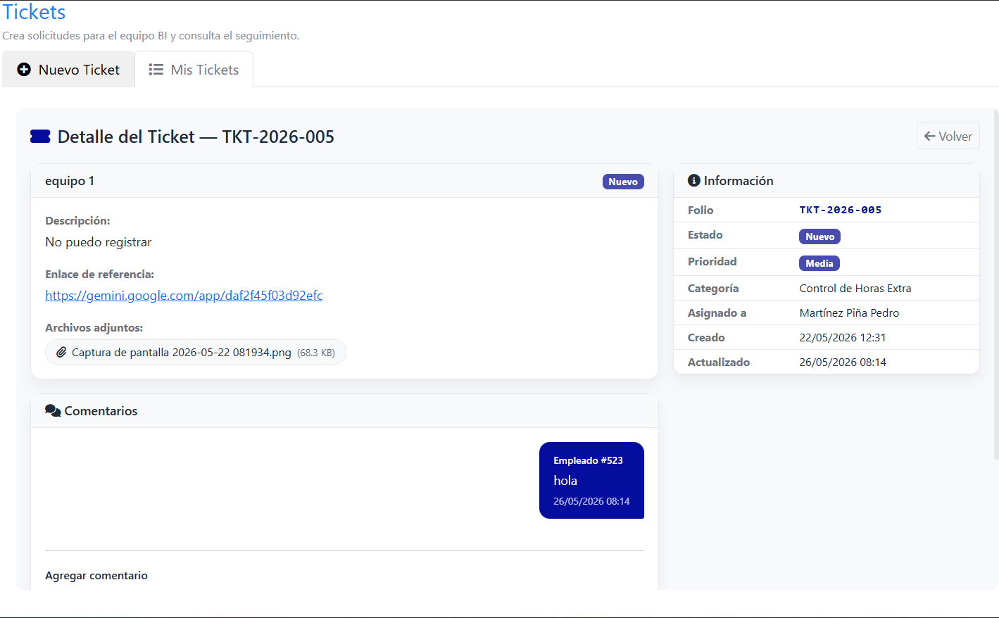 Tickets
Crea solicitudes para el equipo BI y consulta el seguimiento.
Nuevo Ticket
Mis Tickets
Detalle del Ticket — TKT-2026-005
Volver
equipo 1
Nuevo
Descripción:
No puedo registrar
Enlace de referencia:
https://gemini.google.com/app/daf2f45f03d92efc
Archivos adjuntos:
Captura de pantalla 2026-05-22 081934.png (68.3 KB)
Información
Folio TKT-2026-005
Estado Nuevo
Prioridad Media
Categoría Control de Horas Extra
Asignado a Martínez Piña Pedro
Creado 22/05/2026 12:31
Actualizado 26/05/2026 08:14
Comentarios
Empleado #523
hola
26/05/2026 08:14
Agregar comentario